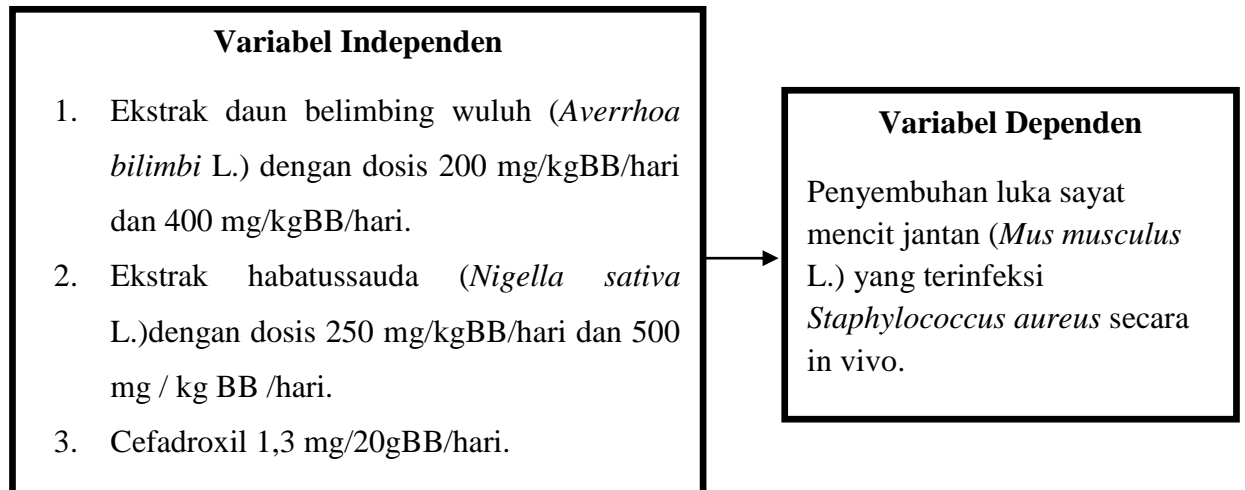 Variabel Independen
1. Ekstrak daun belimbing wuluh (Averrhoa
bilimbi L.) dengan dosis 200 mg/kgBB/hari
dan 400 mg/kgBB/hari.
2. Ekstrak habatussauda (Nigella sativa
L.)dengan dosis 250 mg/kgBB/hari dan 500
mg / kg BB /hari.
3. Cefadroxil 1,3 mg/20gBB/hari.
Variabel Dependen
Penyembuhan luka sayat
mencit jantan (Mus musculus
L.) yang terinfeksi
Staphylococcus aureus secara
in vivo.